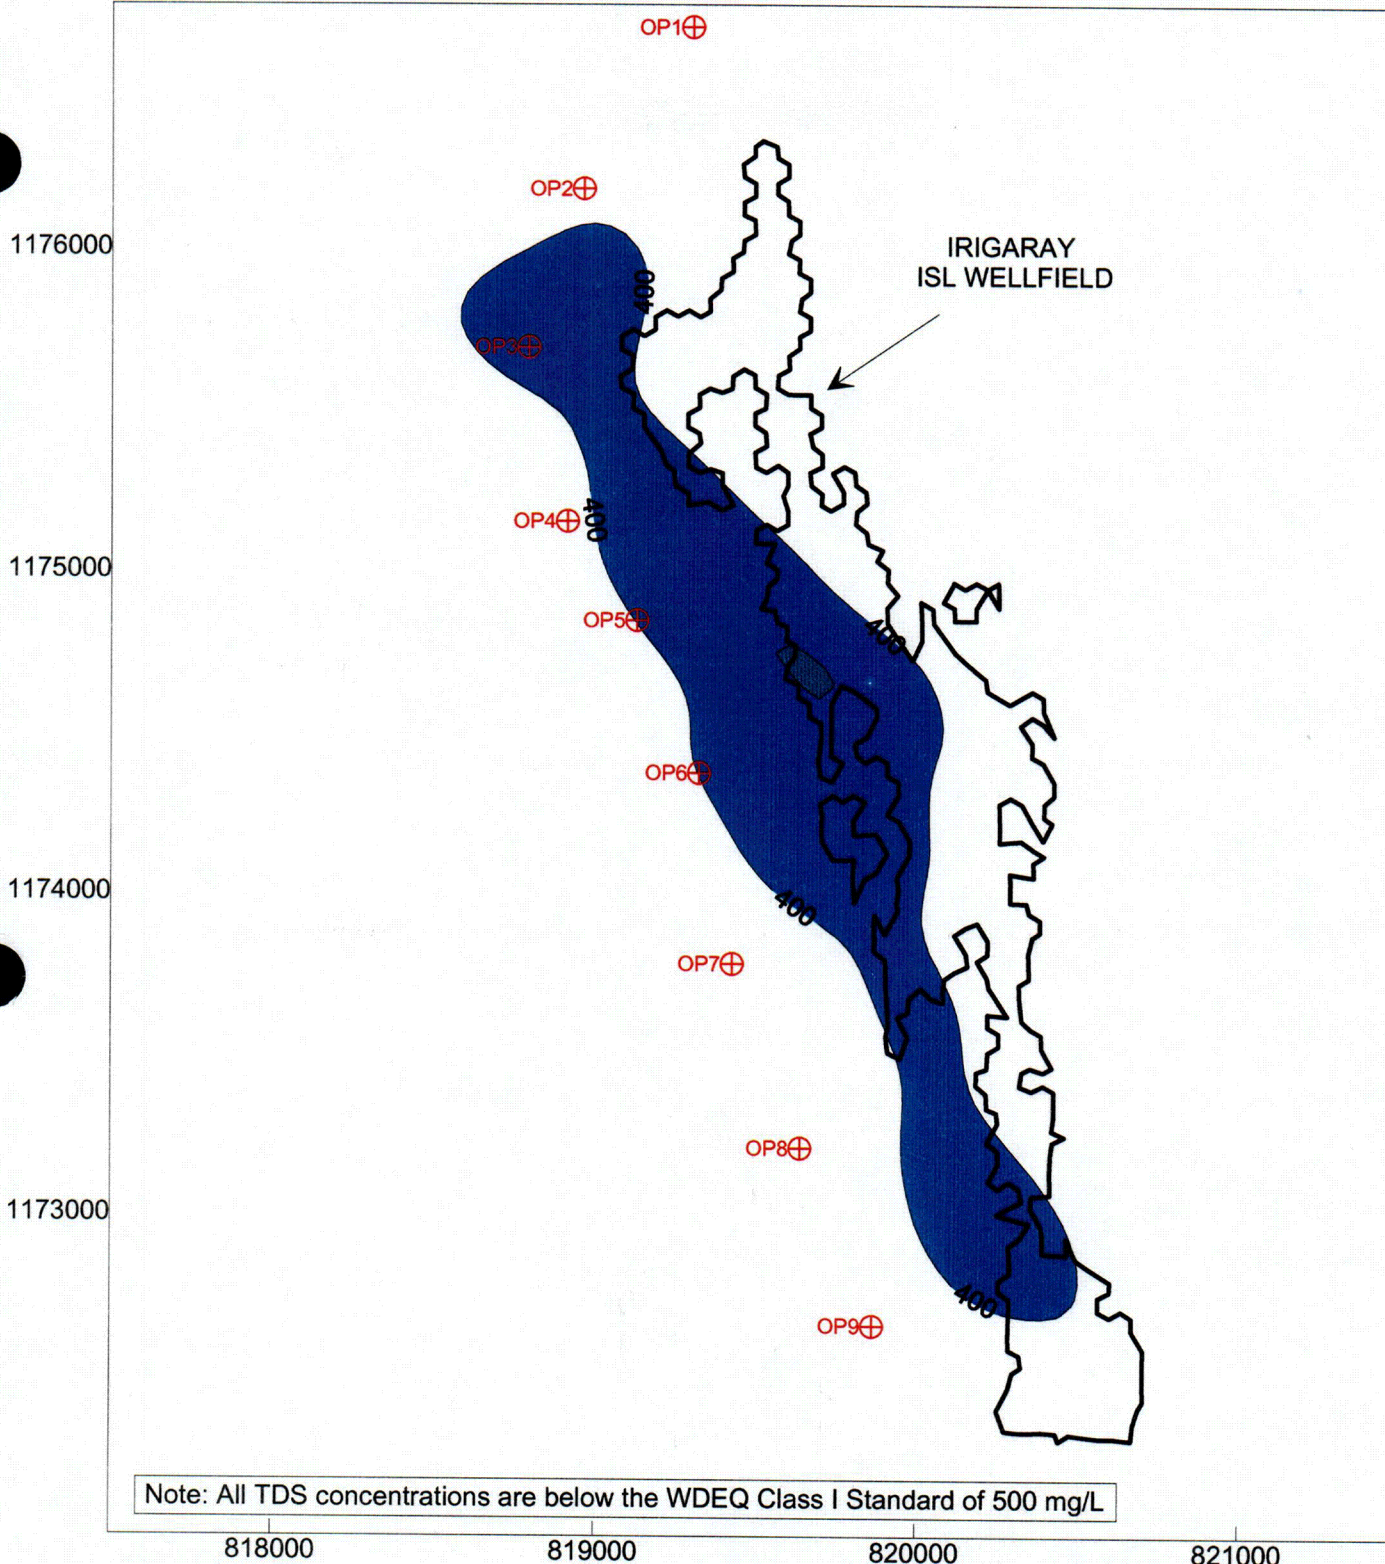 OP1
OP2
1176000
IRIGARAY
ISL WELLFIELD
400
OP3
OP4
400
1175000
OP5
400
OP6
1174000
400
OP7
OP8
1173000
400
OP9
Note: All TDS concentrations are below the WDEQ Class I Standard of 500 mg/L
818000
819000
820000
821000